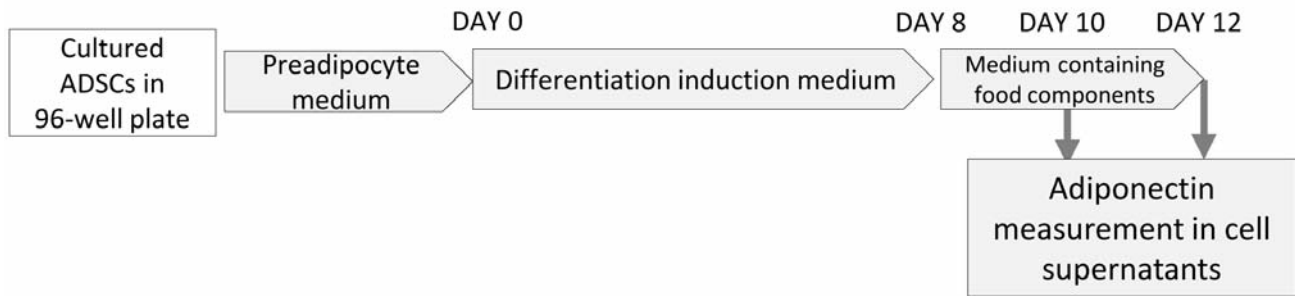 DAY 0
DAY 8
DAY 10
DAY 12
Cultured
ADSCs in
96-well plate
Preadipocyte
medium
Differentiation induction medium
Medium containing
food components
Adiponectin
measurement in cell
supernatants